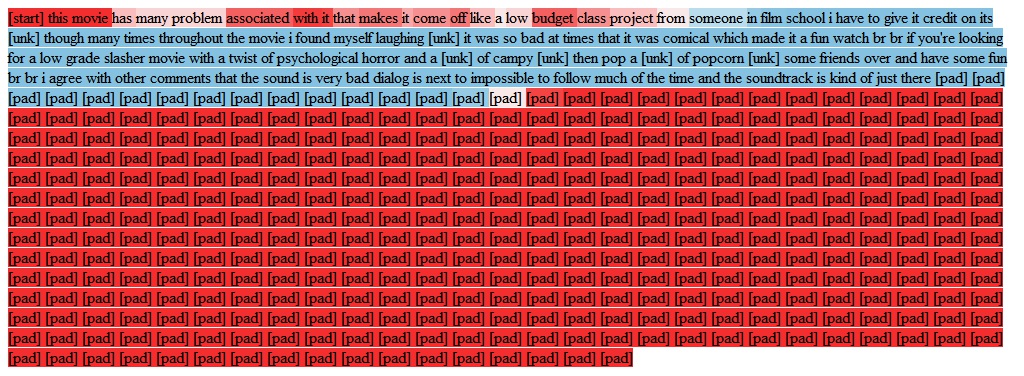 [start] this movie has many problem associated with it that makes it come off like a low budget class project from someone in film school i have to give it credit on its
[unk] though many times throughout the movie i found myself laughing [unk] it was so bad at times that it was comical which made it a fun watch br br if you're looking
for a low grade slasher movie with a twist of psychological horror and a [unk] of campy [unk] then pop a [unk] of popcorn [unk] some friends over and have some fun
br br i agree with other comments that the sound is very bad dialog is next to impossible to follow much of the time and the soundtrack is kind of just there [pad] [pad]
[pad] [pad] [pad] [pad] [pad] [pad] [pad] [pad] [pad] [pad] [pad] [pad] [pad] [pad] [pad] [pad] [pad] [pad] [pad] [pad] [pad] [pad] [pad] [pad] [pad] [pad] [pad]
[pad] [pad] [pad] [pad] [pad] [pad] [pad] [pad] [pad] [pad] [pad] [pad] [pad] [pad] [pad] [pad] [pad] [pad] [pad] [pad] [pad] [pad] [pad] [pad] [pad] [pad] [pad]
[pad] [pad] [pad] [pad] [pad] [pad] [pad] [pad] [pad] [pad] [pad] [pad] [pad] [pad] [pad] [pad] [pad] [pad] [pad] [pad] [pad] [pad] [pad] [pad] [pad] [pad] [pad]
[pad] [pad] [pad] [pad] [pad] [pad] [pad] [pad] [pad] [pad] [pad] [pad] [pad] [pad] [pad] [pad] [pad] [pad] [pad] [pad] [pad] [pad] [pad] [pad] [pad] [pad] [pad]
[pad] [pad] [pad] [pad] [pad] [pad] [pad] [pad] [pad] [pad] [pad] [pad] [pad] [pad] [pad] [pad] [pad] [pad] [pad] [pad] [pad] [pad] [pad] [pad] [pad] [pad] [pad]
[pad] [pad] [pad] [pad] [pad] [pad] [pad] [pad] [pad] [pad] [pad] [pad] [pad] [pad] [pad] [pad] [pad] [pad] [pad] [pad] [pad] [pad] [pad] [pad] [pad] [pad] [pad]
[pad] [pad] [pad] [pad] [pad] [pad] [pad] [pad] [pad] [pad] [pad] [pad] [pad] [pad] [pad] [pad] [pad] [pad] [pad] [pad] [pad] [pad] [pad] [pad] [pad] [pad] [pad]
[pad] [pad] [pad] [pad] [pad] [pad] [pad] [pad] [pad] [pad] [pad] [pad] [pad] [pad] [pad] [pad] [pad] [pad] [pad] [pad] [pad] [pad] [pad] [pad] [pad] [pad] [pad]
[pad] [pad] [pad] [pad] [pad] [pad] [pad] [pad] [pad] [pad] [pad] [pad] [pad] [pad] [pad] [pad] [pad] [pad] [pad] [pad] [pad] [pad] [pad] [pad] [pad] [pad] [pad]
[pad] [pad] [pad] [pad] [pad] [pad] [pad] [pad] [pad] [pad] [pad] [pad] [pad] [pad] [pad] [pad] [pad] [pad] [pad] [pad] [pad] [pad] [pad] [pad] [pad] [pad] [pad]
[pad] [pad] [pad] [pad] [pad] [pad] [pad] [pad] [pad] [pad] [pad] [pad] [pad] [pad] [pad] [pad] [pad] [pad] [pad] [pad] [pad] [pad] [pad] [pad] [pad] [pad] [pad]
[pad] [pad] [pad] [pad] [pad] [pad] [pad] [pad] [pad] [pad] [pad] [pad] [pad] [pad] [pad] [pad] [pad] [pad] [pad] [pad] [pad] [pad] [pad] [pad] [pad] [pad] [pad]
[pad] [pad] [pad] [pad] [pad] [pad] [pad] [pad] [pad] [pad] [pad] [pad] [pad] [pad] [pad] [pad] [pad] [pad] [pad] [pad] [pad] [pad] [pad] [pad] [pad] [pad] [pad]
[pad] [pad] [pad] [pad] [pad] [pad] [pad] [pad] [pad] [pad] [pad] [pad] [pad] [pad] [pad] [pad] [pad]